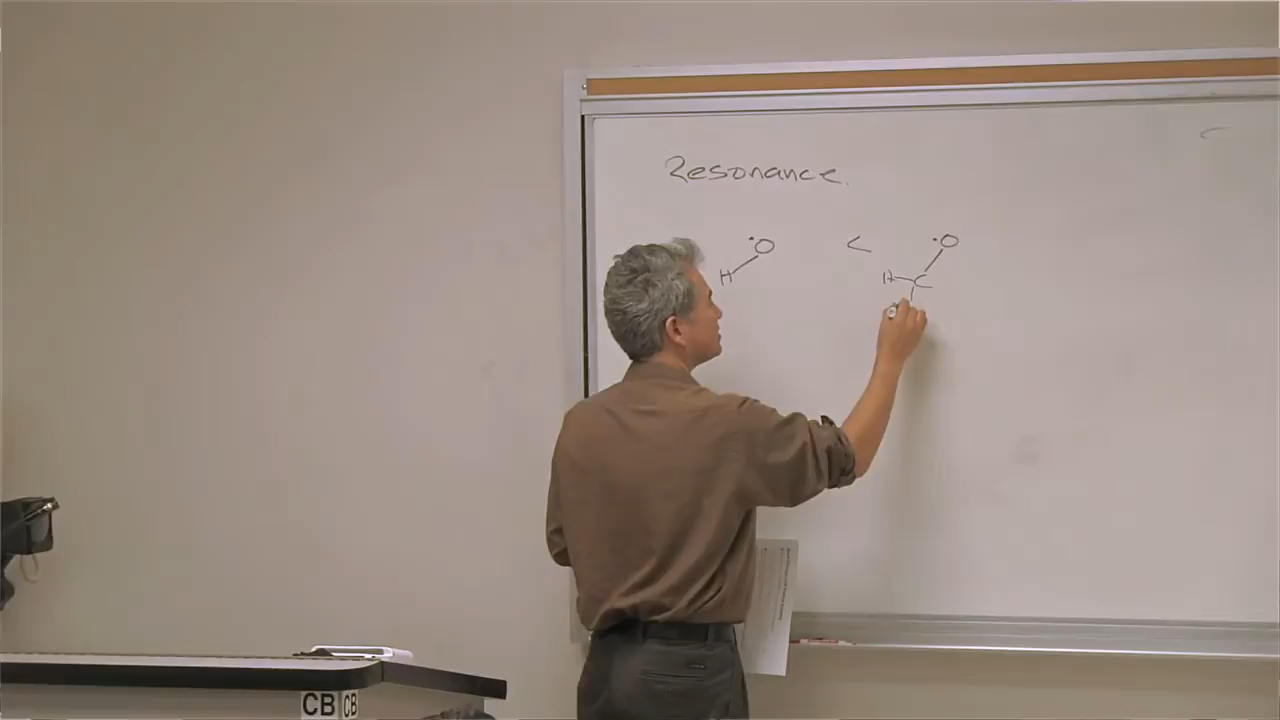 Resonance.
·O < ·O
H H-C
CB CB